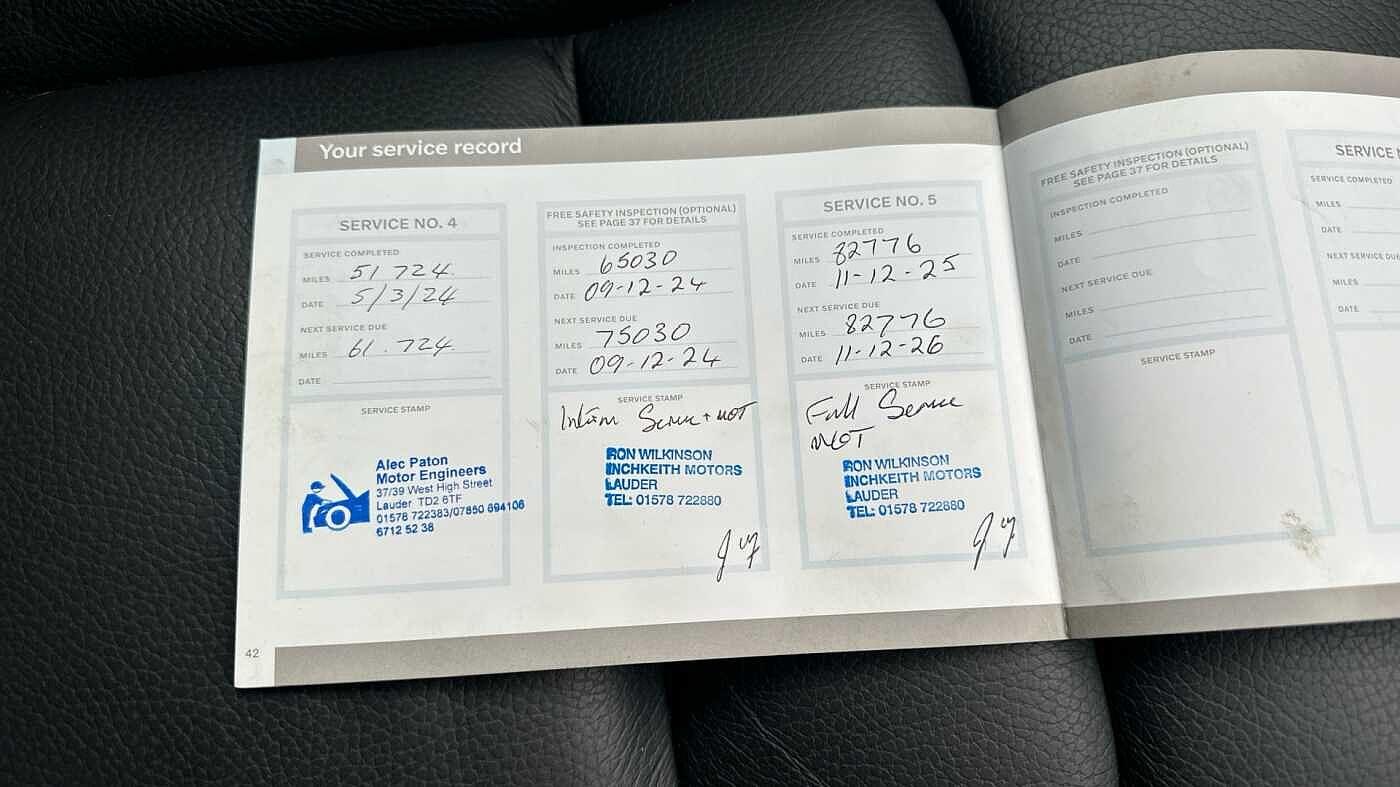 Your service record
SERVICE NO. 4
SERVICE COMPLETED
MILES 51 724.
DATE 5/3/24
NEXT SERVICE DUE
MILES 61.724.
DATE
SERVICE STAMP
Alec Paton
Motor Engineers
37/39 West High Street
Lauder TD2 6TF
01578 722383/07850 694106
6712 52 38
FREE SAFETY INSPECTION (OPTIONAL)
SEE PAGE 37 FOR DETAILS
INSPECTION COMPLETED
MILES 65030
DATE 09-12-24
NEXT SERVICE DUE
MILES 75030
DATE 09-12-24
SERVICE STAMP
+ MOT
RON WILKINSON
INCHKEITH MOTORS
LAUDER
TEL: 01578 722880
SERVICE NO. 5
SERVICE COMPLETED
MILES 82776
DATE 11-12-25
NEXT SERVICE DUE
MILES 82776
DATE 11-12-26
SERVICE STAMP
Full Service
MOT
RON WILKINSON
INCHKEITH MOTORS
LAUDER
TEL: 01578 722880
42
FREE SAFETY INSPECTION (OPTIONAL)
SEE PAGE 37 FOR DETAILS
INSPECTION COMPLETED
MILES
DATE
NEXT SERVICE DUE
MILES
DATE
SERVICE STAMP
SERVICE
SERVICE COMPLETED
MILES
DATE
NEXT SERVICE DUE
MILES
DATE